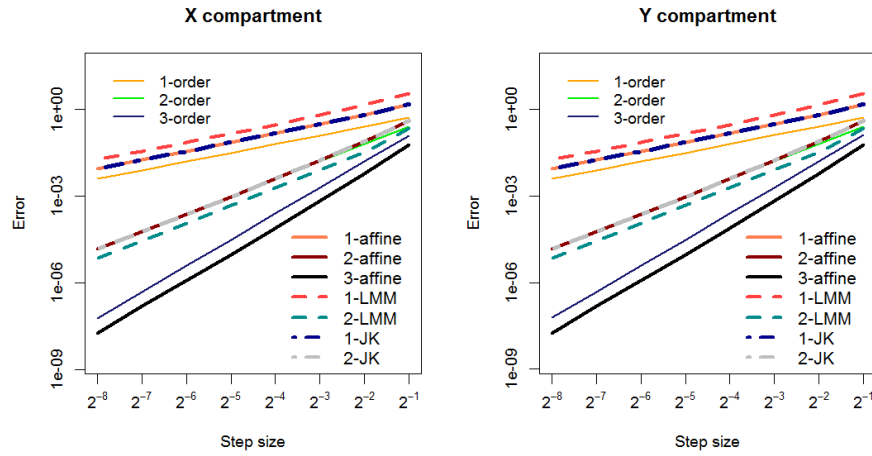 X compartment
1-order
2-order
3-order
1e+00
1e-03
1e-06
1e-09
Error
1-affine
2-affine
3-affine
1-LMM
2-LMM
1-JK
2-JK
2⁻⁸ 2⁻⁷ 2⁻⁶ 2⁻⁵ 2⁻⁴ 2⁻³ 2⁻² 2⁻¹
Step size
Y compartment
1-order
2-order
3-order
1e+00
1e-03
1e-06
1e-09
Error
1-affine
2-affine
3-affine
1-LMM
2-LMM
1-JK
2-JK
2⁻⁸ 2⁻⁷ 2⁻⁶ 2⁻⁵ 2⁻⁴ 2⁻³ 2⁻² 2⁻¹
Step size